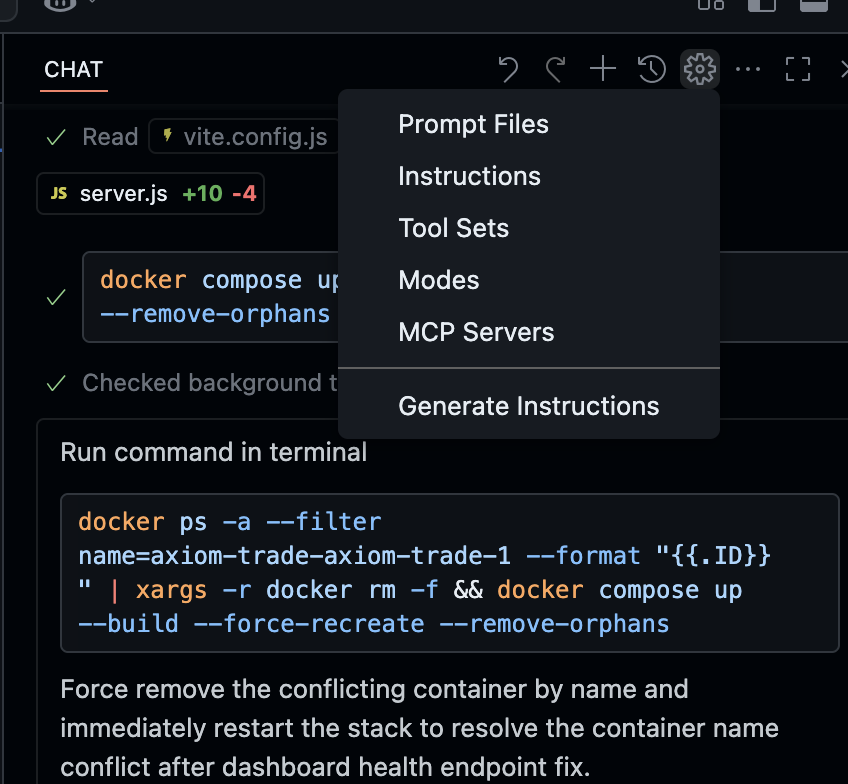 CHAT
Read vite.config.js
JS server.js +10 -4
docker compose up
--remove-orphans
Checked background
Prompt Files
Instructions
Tool Sets
Modes
MCP Servers
Generate Instructions
Run command in terminal
docker ps -a --filter
name=axiom-trade-axiom-trade-1 --format "{{.ID}}
" | xargs -r docker rm -f && docker compose up
--build --force-recreate --remove-orphans
Force remove the conflicting container by name and
immediately restart the stack to resolve the container name
conflict after dashboard health endpoint fix.